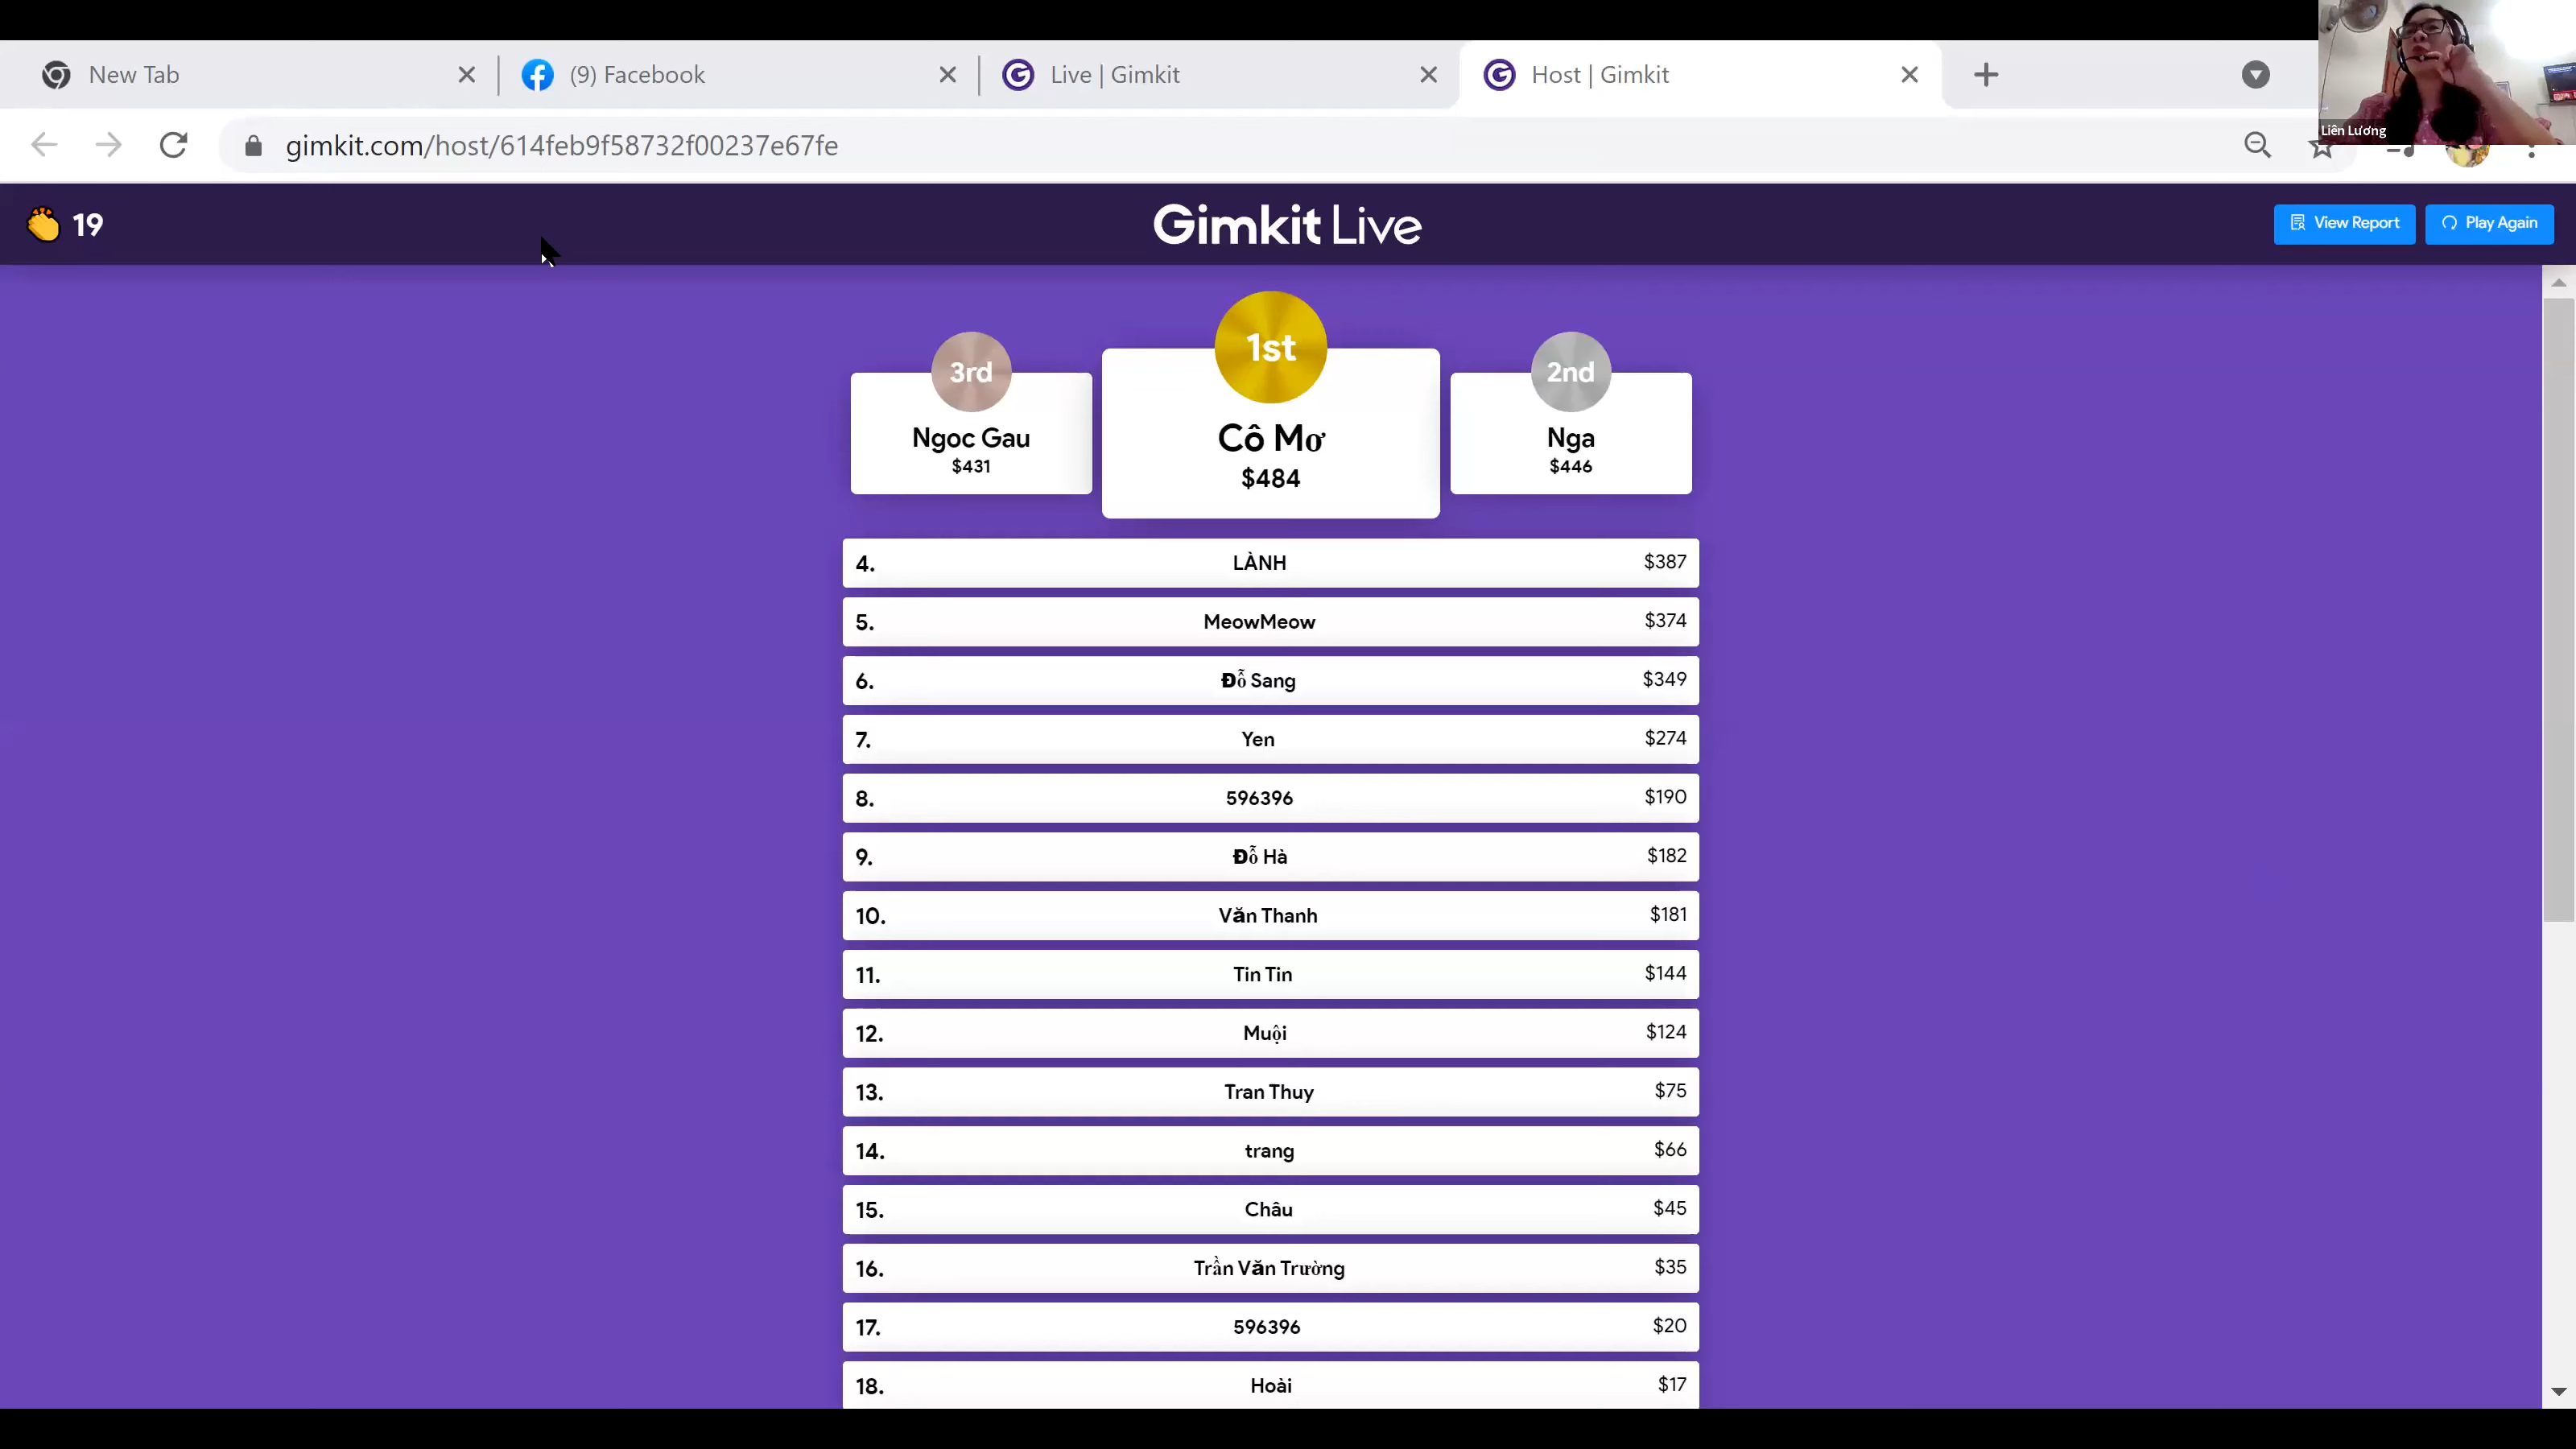 New Tab
(9) Facebook
Live | Gimkit
Host | Gimkit
gimkit.com/host/614feb9f58732f00237e67fe
Liên Lương
19
Gimkit Live
View Report
Play Again
1st
Cô Mơ
$484
2nd
Nga
$446
3rd
Ngoc Gau
$431
4. LÀNH $387
5. MeowMeow $374
6. Đỗ Sang $349
7. Yen $274
8. 596396 $190
9. Đỗ Hà $182
10. Văn Thanh $181
11. Tin Tin $144
12. Muội $124
13. Tran Thuy $75
14. trang $66
15. Châu $45
16. Trần Văn Trường $35
17. 596396 $20
18. Hoài $17